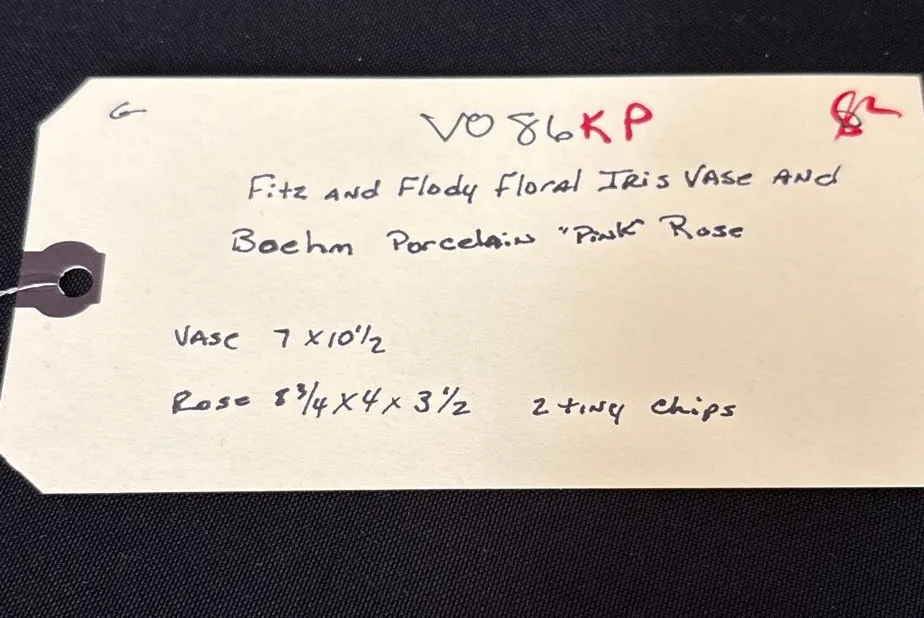 G VO86KP
Fitz AND Flody Floral IRis VASE AND
Boehm Porcelain "Pink" Rose
VASE 7 X 10 1/2
Rose 8 3/4 X 4 X 3 1/2 2 tiny chips